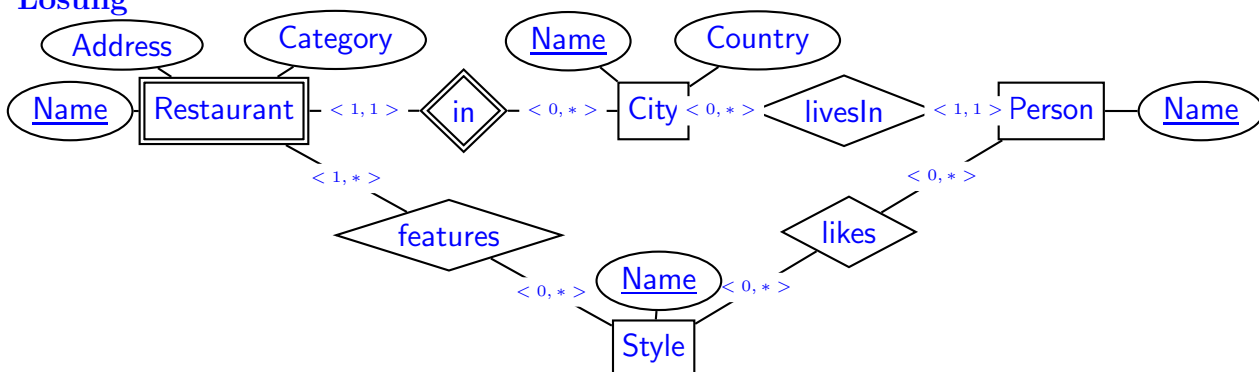 Lösung
Address Category Name Country
Name Restaurant < 1, 1 > in < 0, * > City < 0, * > livesIn < 1, 1 > Person Name
< 1, * > < 0, * >
features likes
< 0, * > Name < 0, * >
Style